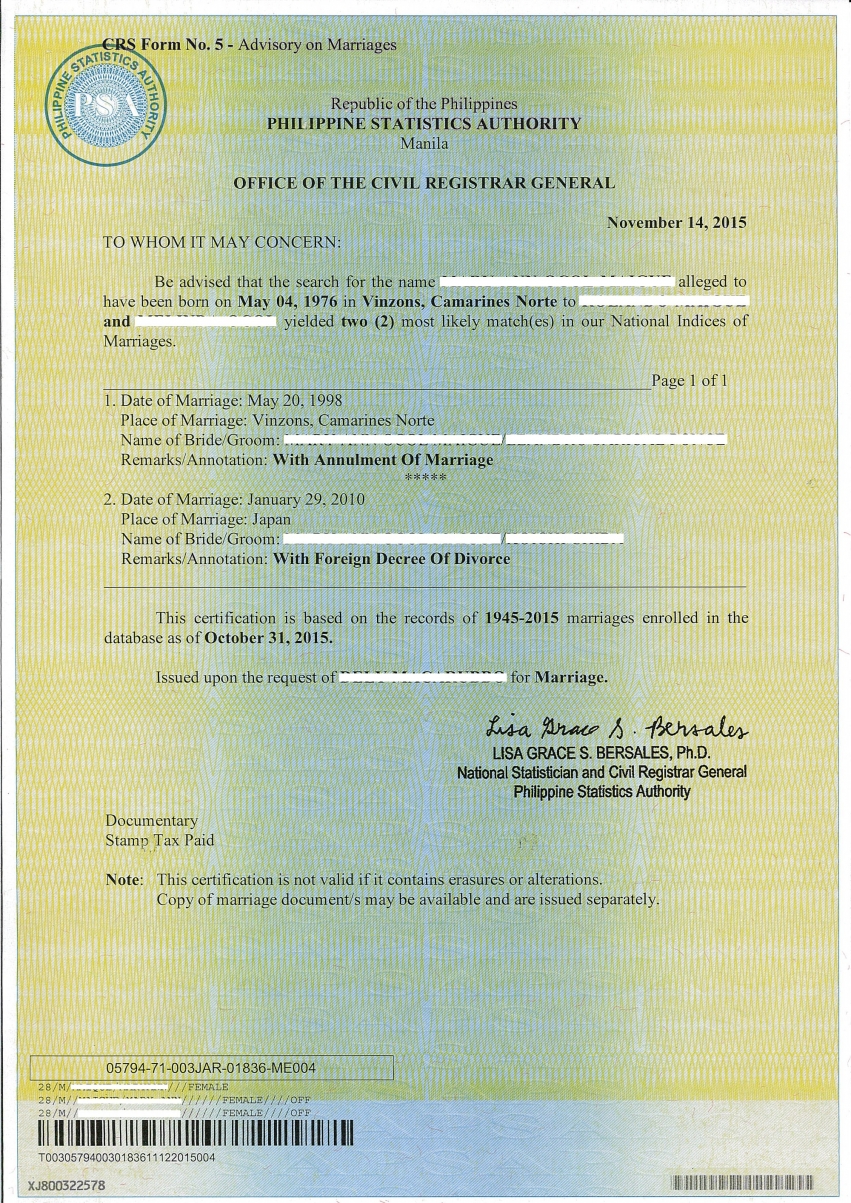 CRS Form No. 5 - Advisory on Marriages
PHILIPPINE STATISTICS AUTHORITY
PSA
Republic of the Philippines
PHILIPPINE STATISTICS AUTHORITY
Manila
OFFICE OF THE CIVIL REGISTRAR GENERAL
November 14, 2015
TO WHOM IT MAY CONCERN:
Be advised that the search for the name alleged to
have been born on May 04, 1976 in Vinzons, Camarines Norte to
and yielded two (2) most likely match(es) in our National Indices of
Marriages.
Page 1 of 1
1. Date of Marriage: May 20, 1998
Place of Marriage: Vinzons, Camarines Norte
Name of Bride/Groom: /
Remarks/Annotation: With Annulment Of Marriage
*****
2. Date of Marriage: January 29, 2010
Place of Marriage: Japan
Name of Bride/Groom: /
Remarks/Annotation: With Foreign Decree Of Divorce
This certification is based on the records of 1945-2015 marriages enrolled in the
database as of October 31, 2015.
Issued upon the request of for Marriage.
Lisa Grace S. Bersales
LISA GRACE S. BERSALES, Ph.D.
National Statistician and Civil Registrar General
Philippine Statistics Authority
Documentary
Stamp Tax Paid
Note: This certification is not valid if it contains erasures or alterations.
Copy of marriage document/s may be available and are issued separately.
05794-71-003JAR-01836-ME004
28/M/ ///FEMALE
28/M// //////FEMALE////OFF
28/M// //////FEMALE////OFF
T003057940030183611122015004
XJ800322578